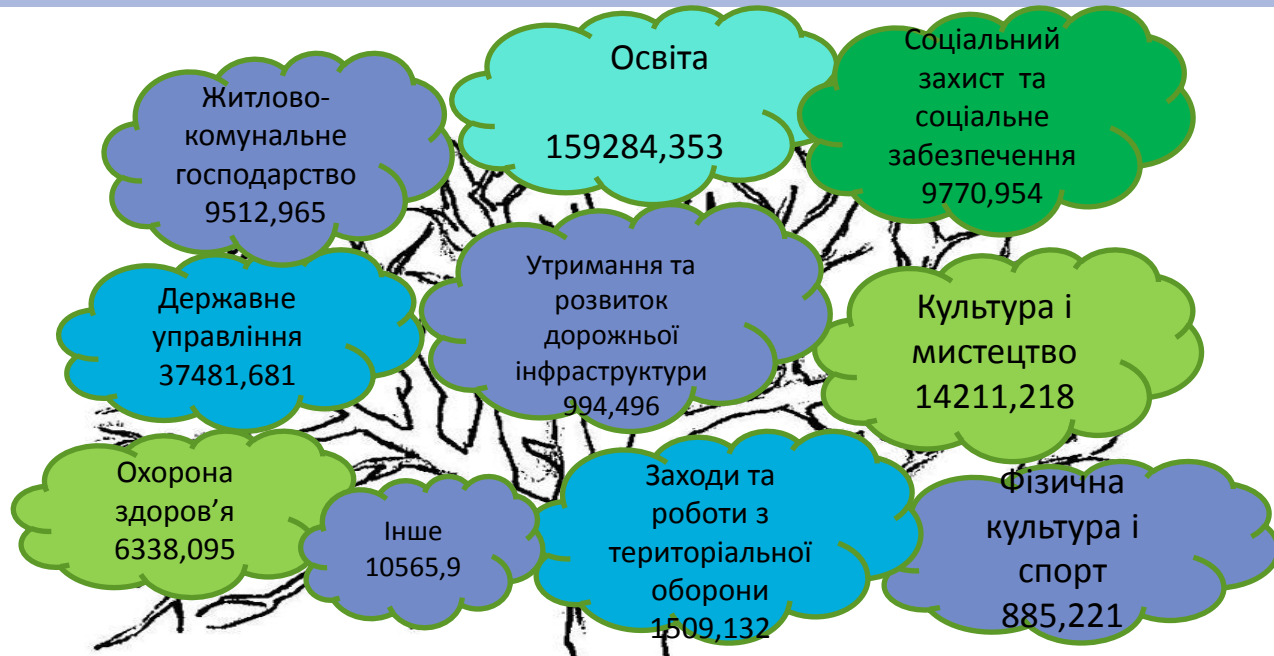 Житлово-
комунальне
господарство
9512,965
Освіта
159284,353
Соціальний
захист та
соціальне
забезпечення
9770,954
Державне
управління
37481,681
Утримання та
розвиток
дорожньої
інфраструктури
994,496
Культура і
мистецтво
14211,218
Охорона
здоров’я
6338,095
Інше
10565,9
Заходи та
роботи з
територіальної
оборони
1509,132
Фізична
культура і
спорт
885,221